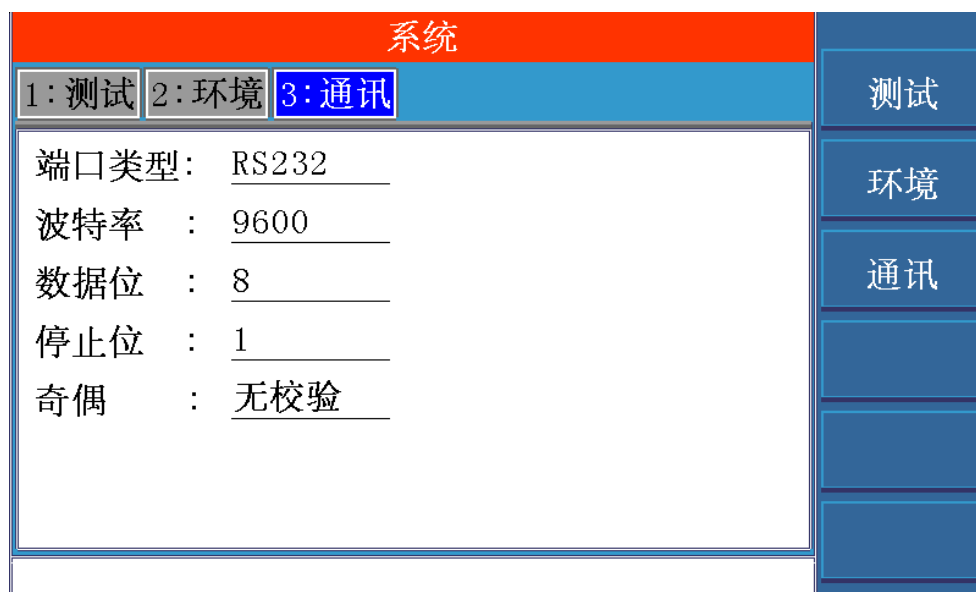 系统
1:测试 2:环境 3:通讯
端口类型: RS232
波特率 : 9600
数据位 : 8
停止位 : 1
奇偶 : 无校验
测试
环境
通讯